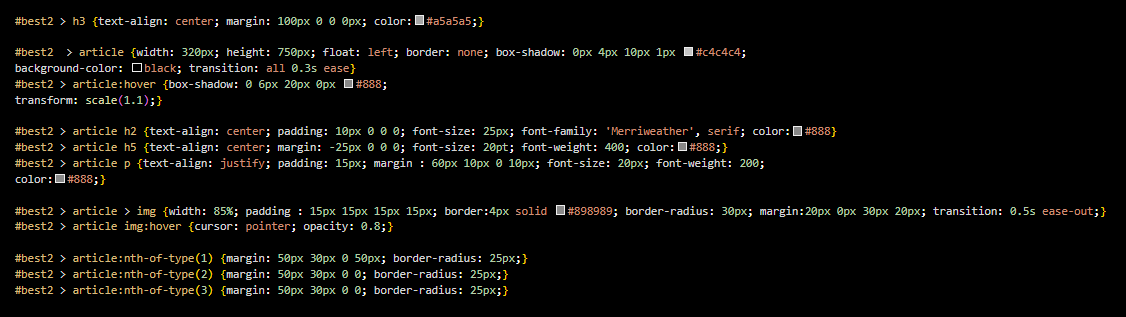 #best2 > h3 {text-align: center; margin: 100px 0 0 0px; color:#a5a5a5;}
#best2  > article {width: 320px; height: 750px; float: left; border: none; box-shadow: 0px 4px 10px 1px #c4c4c4;
background-color: black; transition: all 0.3s ease}
#best2 > article:hover {box-shadow: 0 6px 20px 0px #888;
transform: scale(1.1);}
#best2 > article h2 {text-align: center; padding: 10px 0 0 0; font-size: 25px; font-family: 'Merriweather', serif; color:#888}
#best2 > article h5 {text-align: center; margin: -25px 0 0 0; font-size: 20pt; font-weight: 400; color:#888;}
#best2 > article p {text-align: justify; padding: 15px; margin : 60px 10px 0 10px; font-size: 20px; font-weight: 200;
color:#888;}
#best2 > article > img {width: 85%; padding : 15px 15px 15px 15px; border:4px solid #898989; border-radius: 30px; margin:20px 0px 30px 20px; transition: 0.5s ease-out;}
#best2 > article img:hover {cursor: pointer; opacity: 0.8;}
#best2 > article:nth-of-type(1) {margin: 50px 30px 0 50px; border-radius: 25px;}
#best2 > article:nth-of-type(2) {margin: 50px 30px 0 0; border-radius: 25px;}
#best2 > article:nth-of-type(3) {margin: 50px 30px 0 0; border-radius: 25px;}